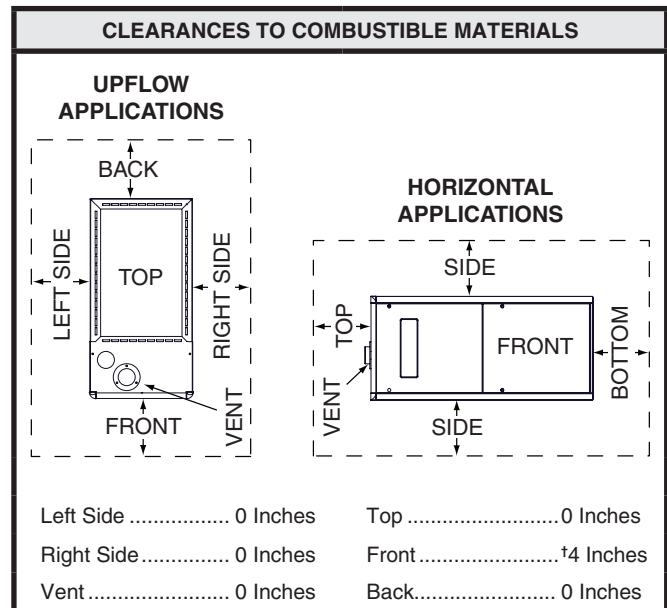 CLEARANCES TO COMBUSTIBLE MATERIALS
UPFLOW
APPLICATIONS
BACK
LEFT SIDE
TOP
RIGHT SIDE
FRONT
VENT
HORIZONTAL
APPLICATIONS
SIDE
TOP
FRONT
BOTTOM
VENT
SIDE
Left Side ................. 0 Inches
Right Side ............... 0 Inches
Vent ........................ 0 Inches
Top ..........................0 Inches
Front ........................†4 Inches
Back........................ 0 Inches